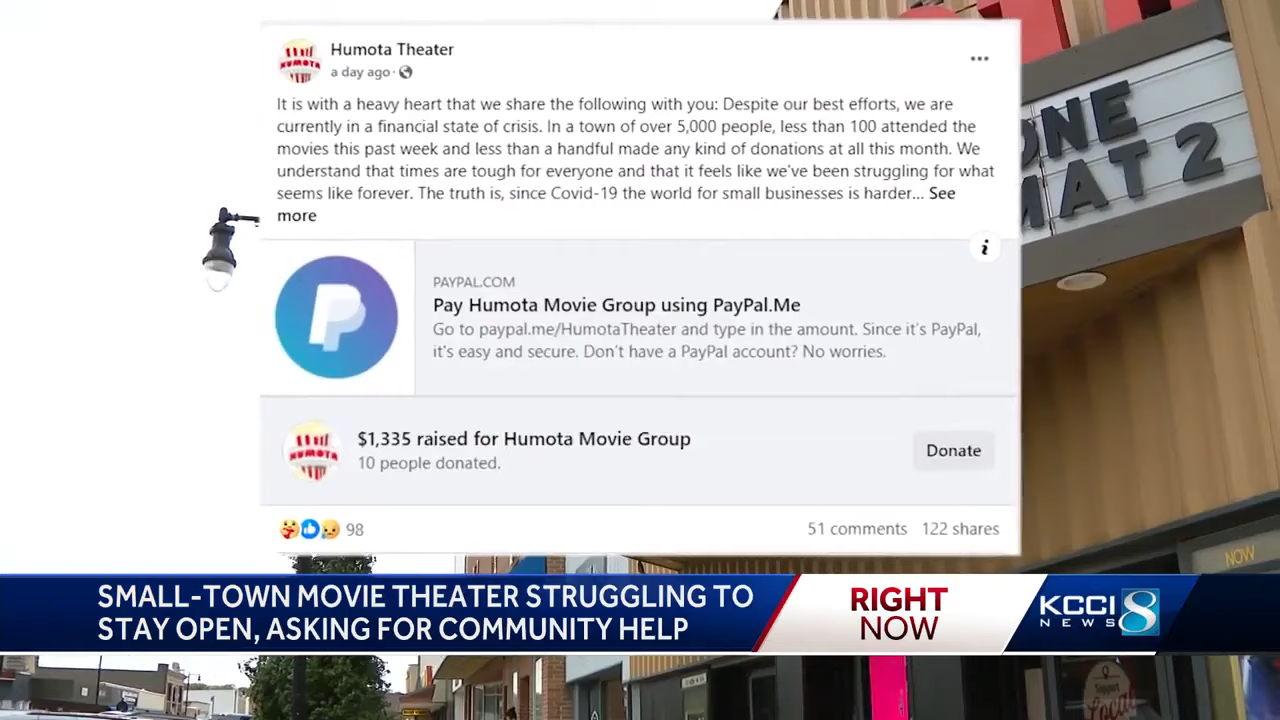 Humota Theater
a day ago ·
...
It is with a heavy heart that we share the following with you: Despite our best efforts, we are
currently in a financial state of crisis. In a town of over 5,000 people, less than 100 attended the
movies this past week and less than a handful made any kind of donations at all this month. We
understand that times are tough for everyone and that it feels like we've been struggling for what
seems like forever. The truth is, since Covid-19 the world for small businesses is harder... See
more
i
PAYPAL.COM
Pay Humota Movie Group using PayPal.Me
Go to paypal.me/HumotaTheater and type in the amount. Since it's PayPal,
it's easy and secure. Don't have a PayPal account? No worries.
HUMOTA
$1,335 raised for Humota Movie Group
10 people donated.
Donate
98
51 comments 122 shares
ONE
MAT 2
NOW
SMALL-TOWN MOVIE THEATER STRUGGLING TO
STAY OPEN, ASKING FOR COMMUNITY HELP
RIGHT
NOW
KCCI 8
NEWS
Support
Local